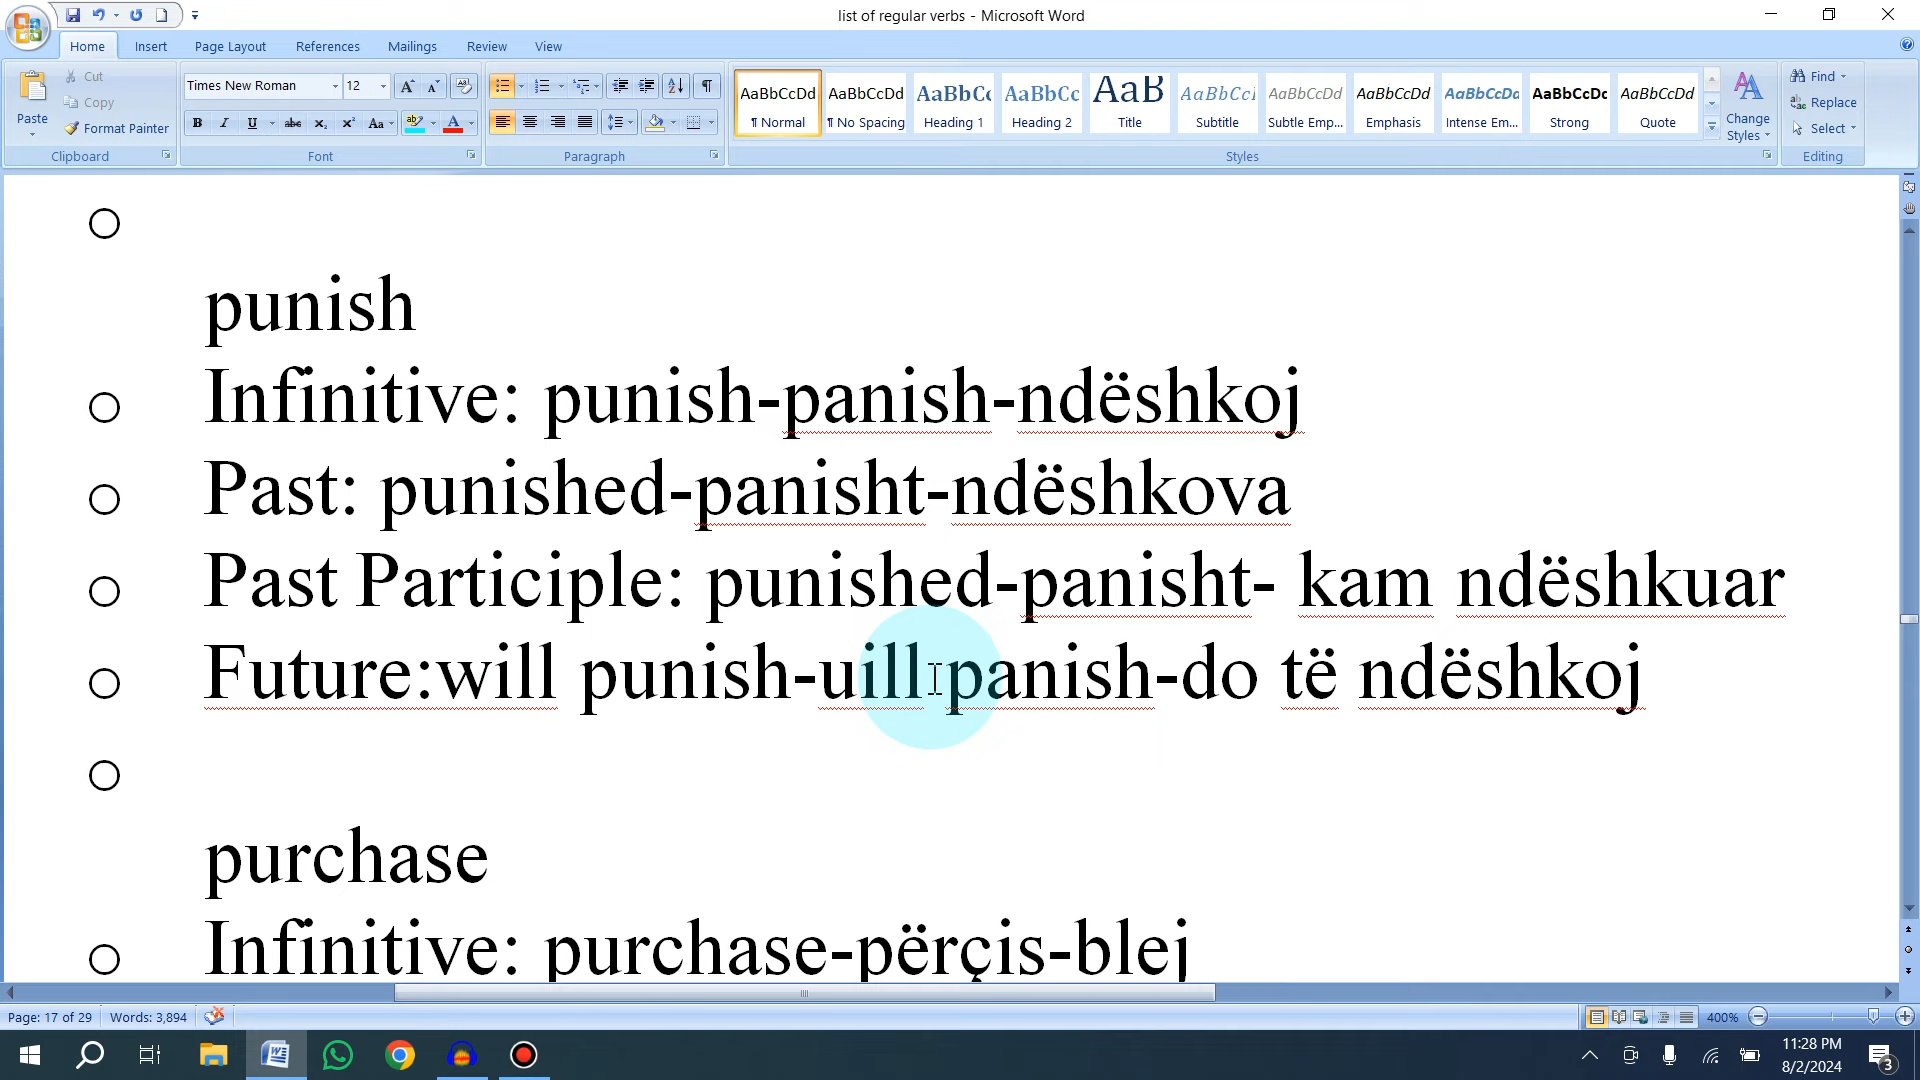 list of regular verbs - Microsoft Word
Home Insert Page Layout References Mailings Review View
Paste
Cut
Copy
Format Painter
Clipboard
Times New Roman 12
Font
Paragraph
AaBbCcDd AaBbCcDd AaBbCc AaBbCc AaB AaBbCcI AaBbCcDd AaBbCcDd AaBbCcDd AaBbCcDc AaBbCcDd
¶ Normal ¶ No Spacing Heading 1 Heading 2 Title Subtitle Subtle Emp... Emphasis Intense Em... Strong Quote
Styles
Change Styles
Find
Replace
Select
Editing
punish
Infinitive: punish-panish-ndëshkoj
Past: punished-panisht-ndëshkova
Past Participle: punished-panisht- kam ndëshkuar
Future:will punish-uill panish-do të ndëshkoj
purchase
Infinitive: purchase-përçis-blej
Page: 17 of 29 Words: 3,894 400%
11:28 PM
8/2/2024
3